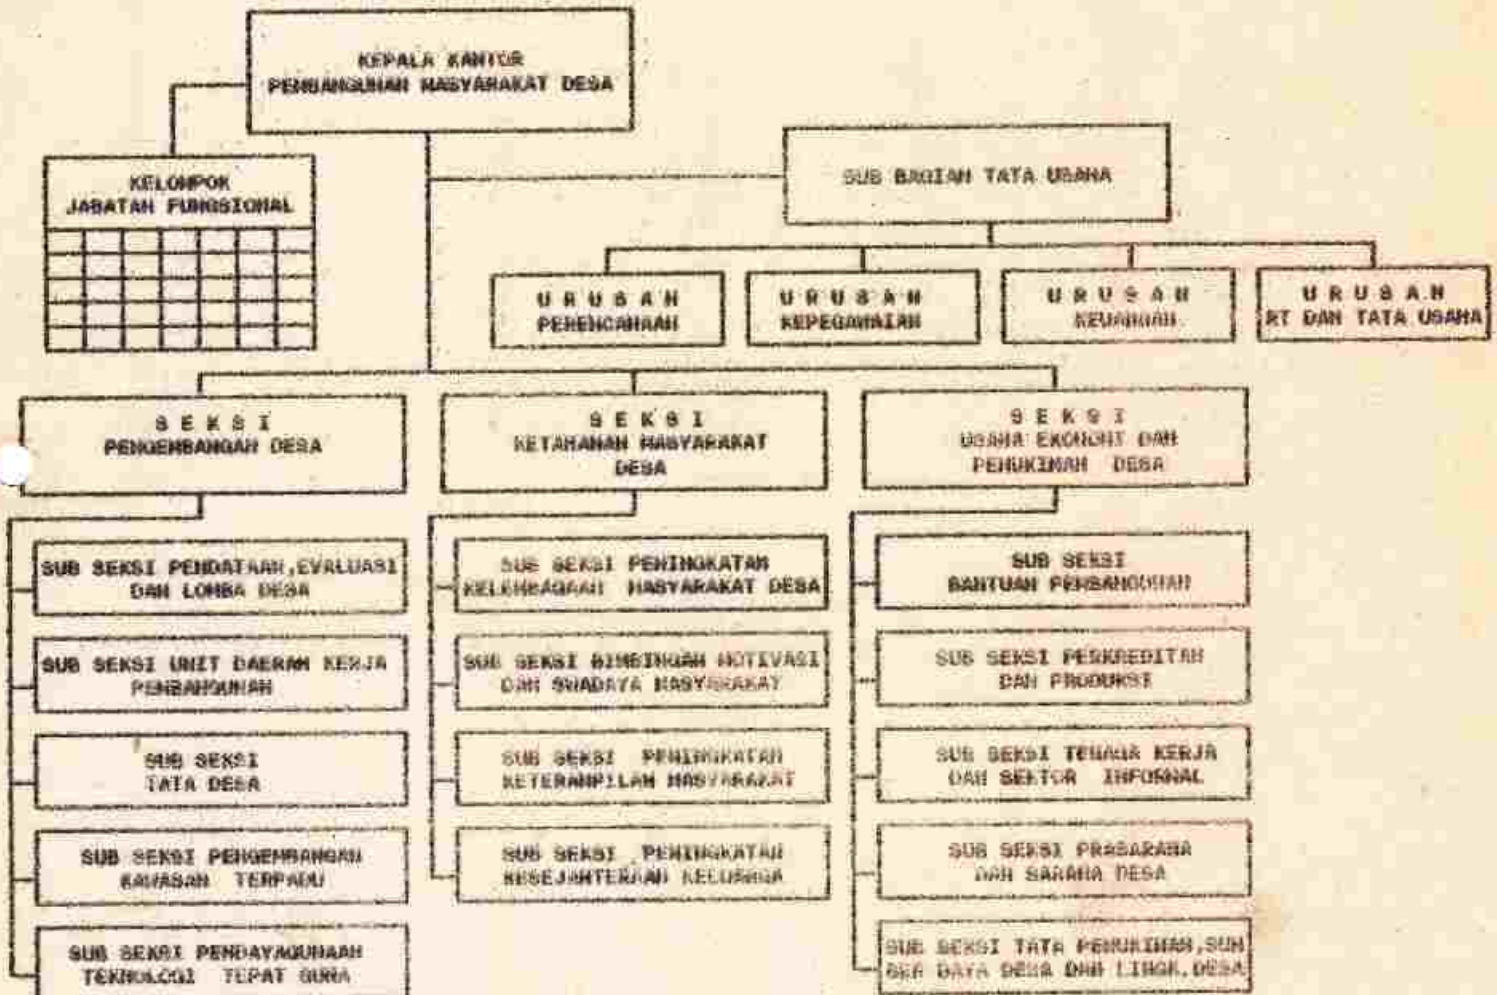 KEPALA KANTOR
PEMBANGUNAN MASYARAKAT DESA
KELOMPOK
JABATAN FUNGSIONAL
SUB BAGIAN TATA USAHA
U R U S A N
PERENCANAAN
U R U S A N
KEPEGAWAIAN
U R U S A N
KEUANGAN
U R U S A N
RT DAN TATA USAHA
S E K S I
PENGEMBANGAN DESA
S E K S I
KETAHANAN MASYARAKAT
DESA
S E K S I
USAHA EKONOMI DAN
PEMUKIMAN DESA
SUB SEKSI PENDATAAN,EVALUASI
DAN LOMBA DESA
SUB SEKSI UNIT DAERAH KERJA
PEMBANGUNAN
SUB SEKSI
TATA DESA
SUB SEKSI PENGEMBANGAN
KAWASAN TERPADU
SUB SEKSI PENDAYAGUNAAN
TEKNOLOGI TEPAT GUNA
SUB SEKSI PENINGKATAN
KELEMBAGAAN MASYARAKAT DESA
SUB SEKSI BIMBINGAN MOTIVASI
DAN SWADAYA MASYARAKAT
SUB SEKSI PENINGKATAN
KETERAMPILAN MASYARAKAT
SUB SEKSI PENINGKATAN
KESEJAHTERAAN KELUARGA
SUB SEKSI
BANTUAN PEMBANGUNAN
SUB SEKSI PERKREDITAN
DAN PRODUKSI
SUB SEKSI TENAGA KERJA
DAN SEKTOR INFORMAL
SUB SEKSI PRASARANA
DAN SARANA DESA
SUB SEKSI TATA PEMUKIMAN,SUM
BER DAYA DESA DAN LINGK.DESA